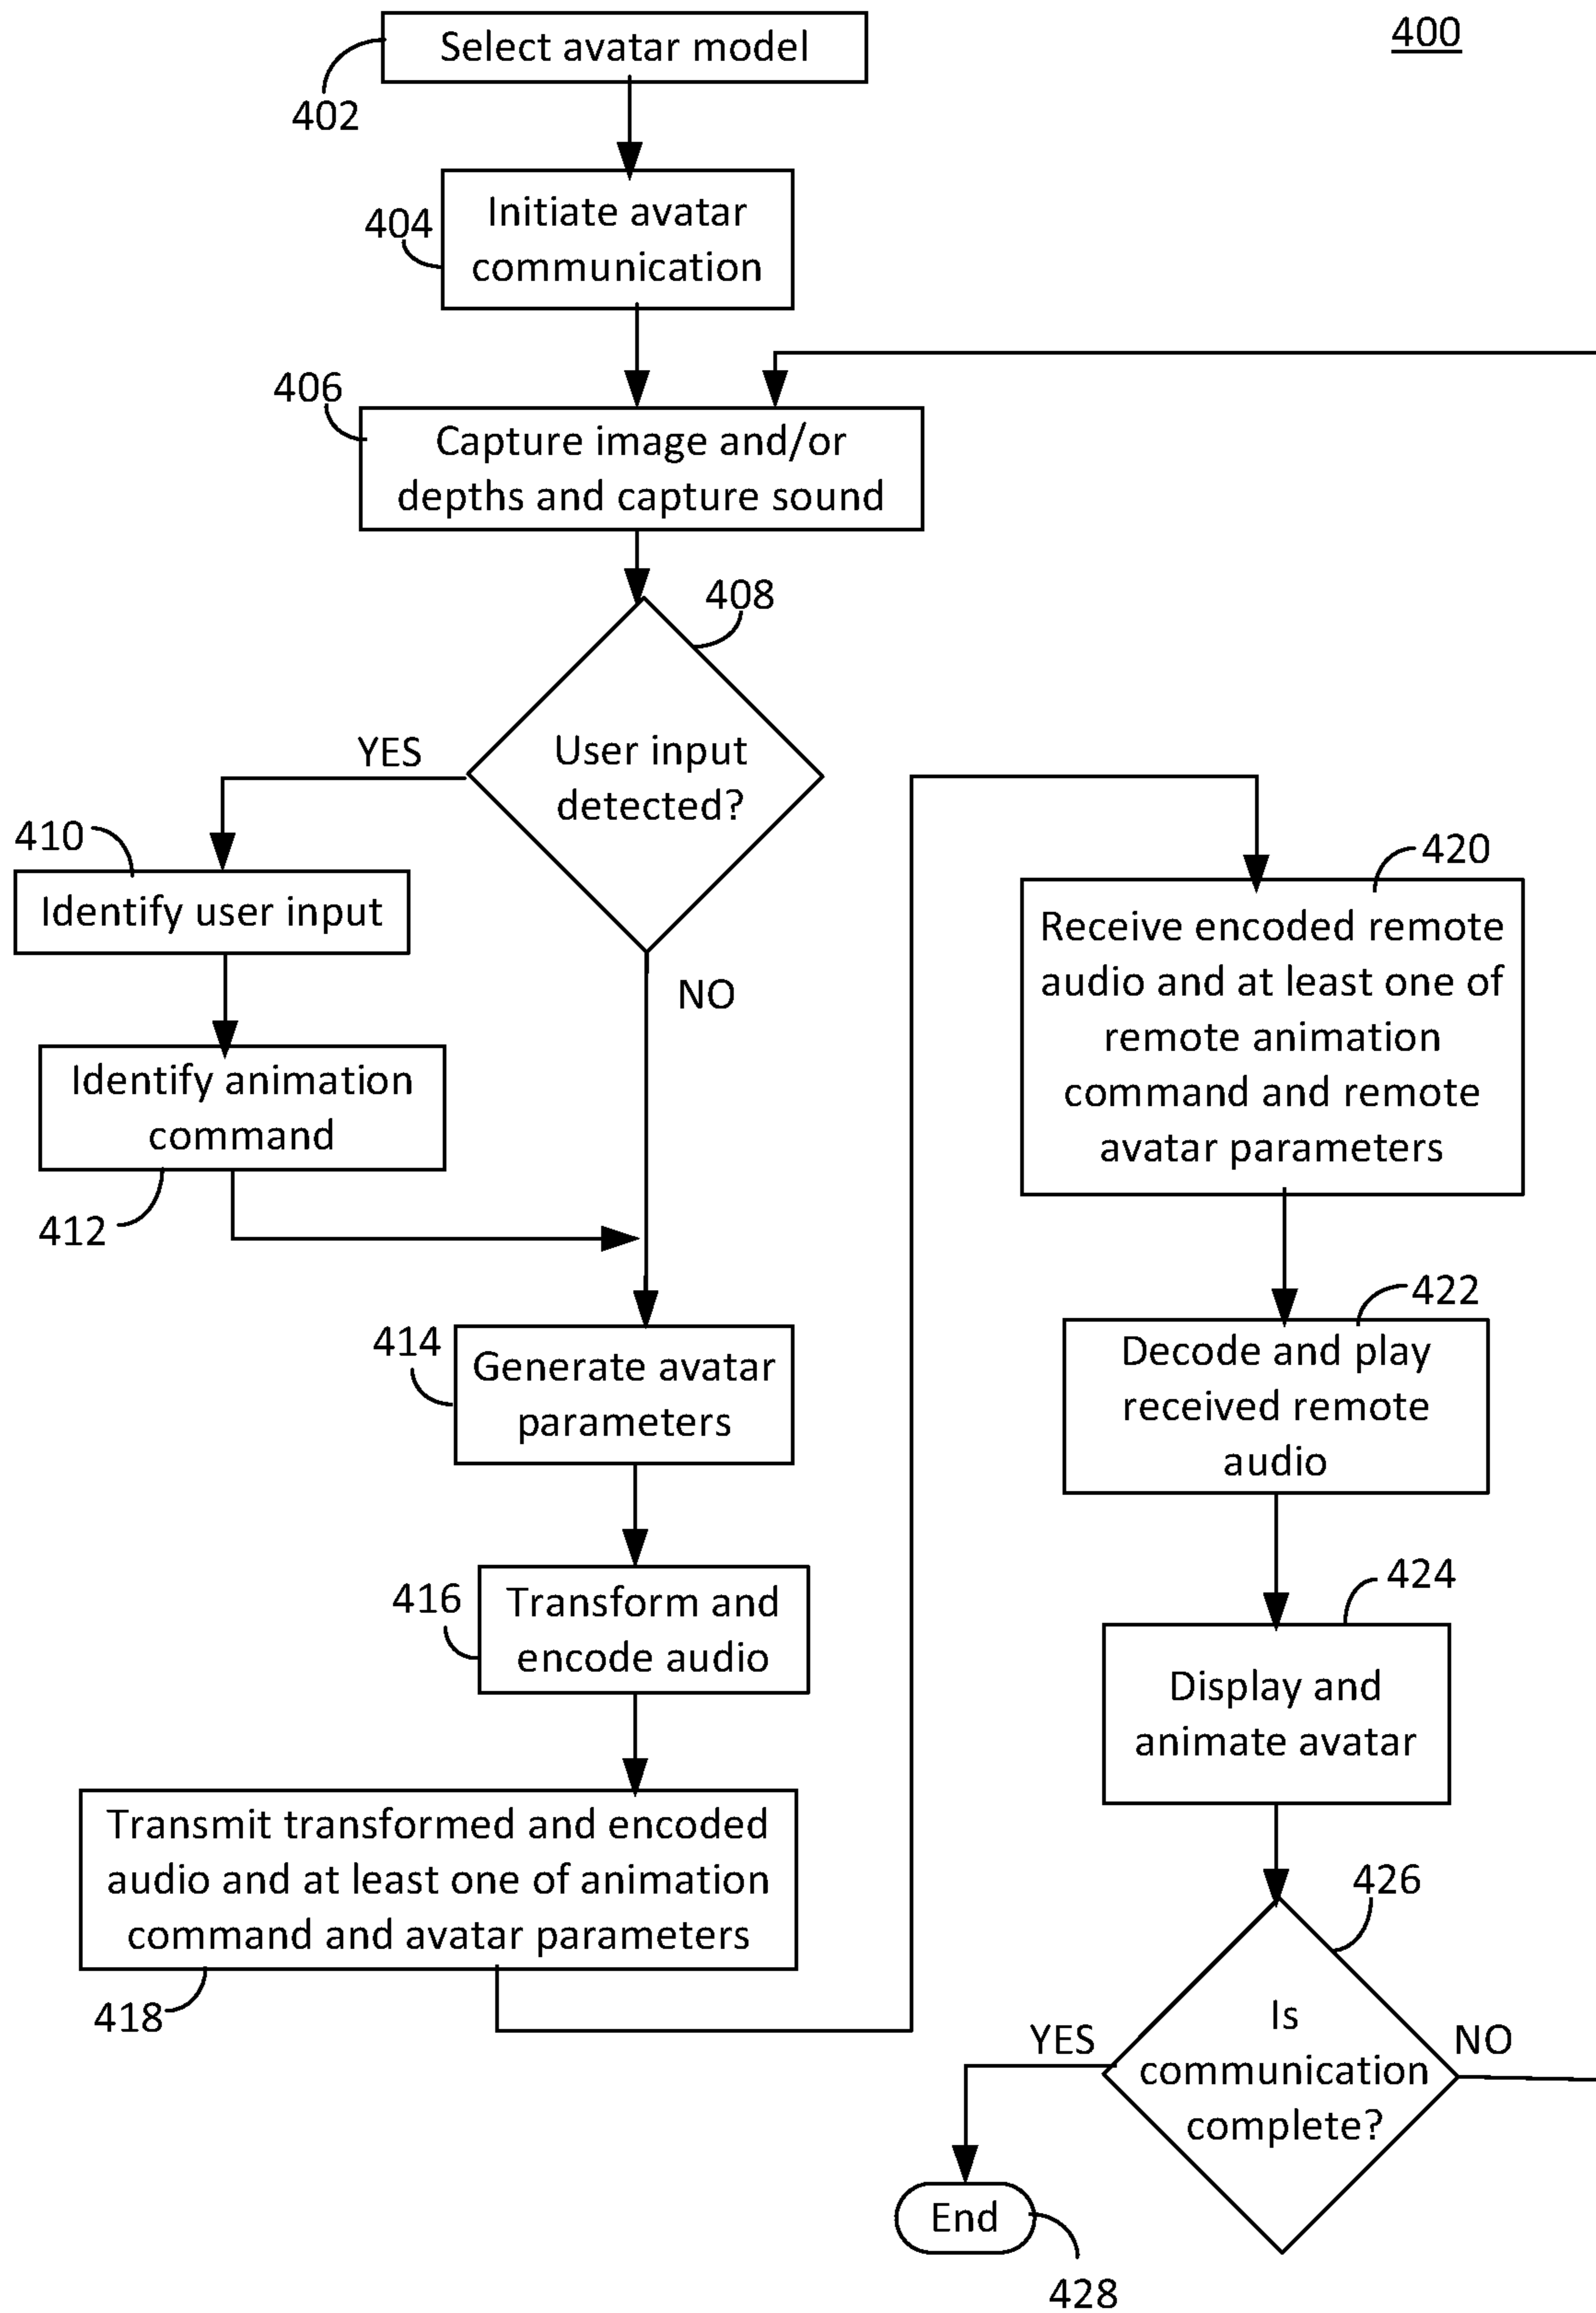 400
Select avatar model
402
Initiate avatar
communication
404
406
Capture image and/or
depths and capture sound
408
User input
detected?
YES
NO
410
Identify user input
Identify animation
command
412
414
Generate avatar
parameters
416
Transform and
encode audio
Transmit transformed and encoded
audio and at least one of animation
command and avatar parameters
418
420
Receive encoded remote
audio and at least one of
remote animation
command and remote
avatar parameters
422
Decode and play
received remote
audio
424
Display and
animate avatar
426
Is
communication
complete?
YES
NO
End
428